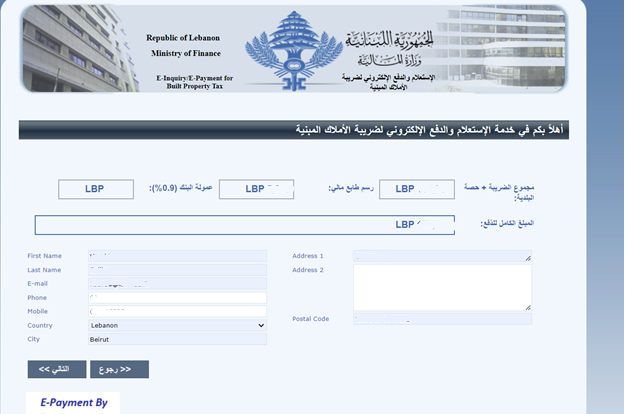 Republic of Lebanon
Ministry of Finance
E-Inquiry/E-Payment for
Built Property Tax
الجمهورية اللبنانية
وزارة المالية
الإستعلام والدفع الإلكتروني لضريبة
الأملاك المبنية
أهلاً بكم في خدمة الإستعلام والدفع الإلكتروني لضريبة الأملاك المبنية
مجموع الضريبة + حصة البلدية: LBP رسم طابع مالي: LBP عمولة البنك (0.9%): LBP
المبلغ الكامل للدفع: LBP
First Name
Last Name
E-mail
Phone
Mobile
Country Lebanon
City Beirut
Address 1
Address 2
Postal Code
<< التالي
رجوع >>
E-Payment By